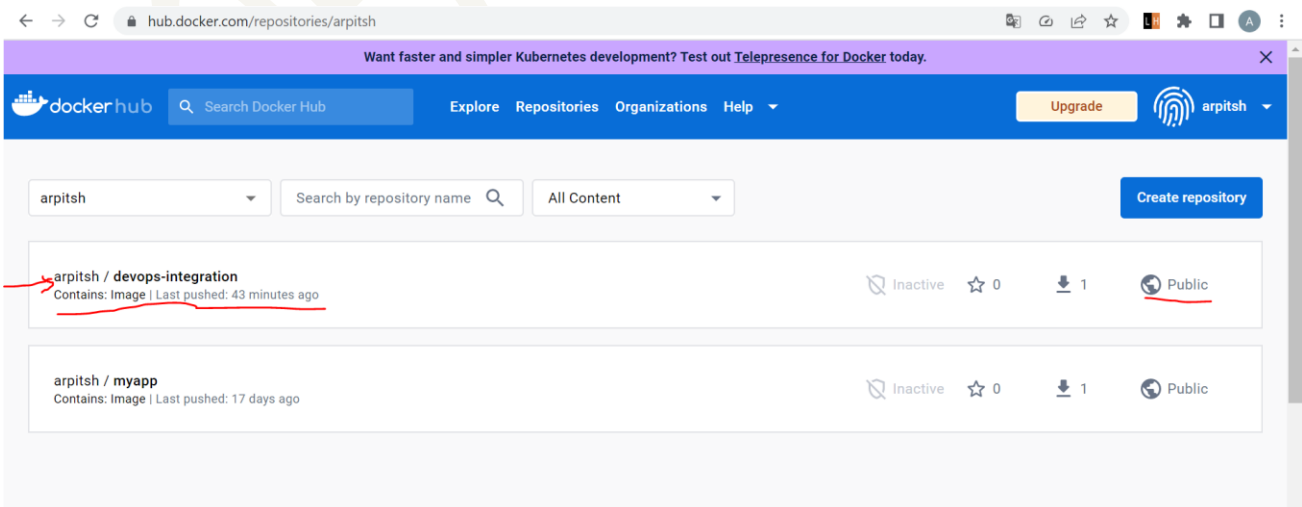 hub.docker.com/repositories/arpitsh
LH
A
Want faster and simpler Kubernetes development? Test out Telepresence for Docker today.
dockerhub Search Docker Hub Explore Repositories Organizations Help Upgrade arpitsh
arpitsh Search by repository name All Content Create repository
arpitsh / devops-integration
Contains: Image | Last pushed: 43 minutes ago
Inactive 0 1 Public
arpitsh / myapp
Contains: Image | Last pushed: 17 days ago
Inactive 0 1 Public